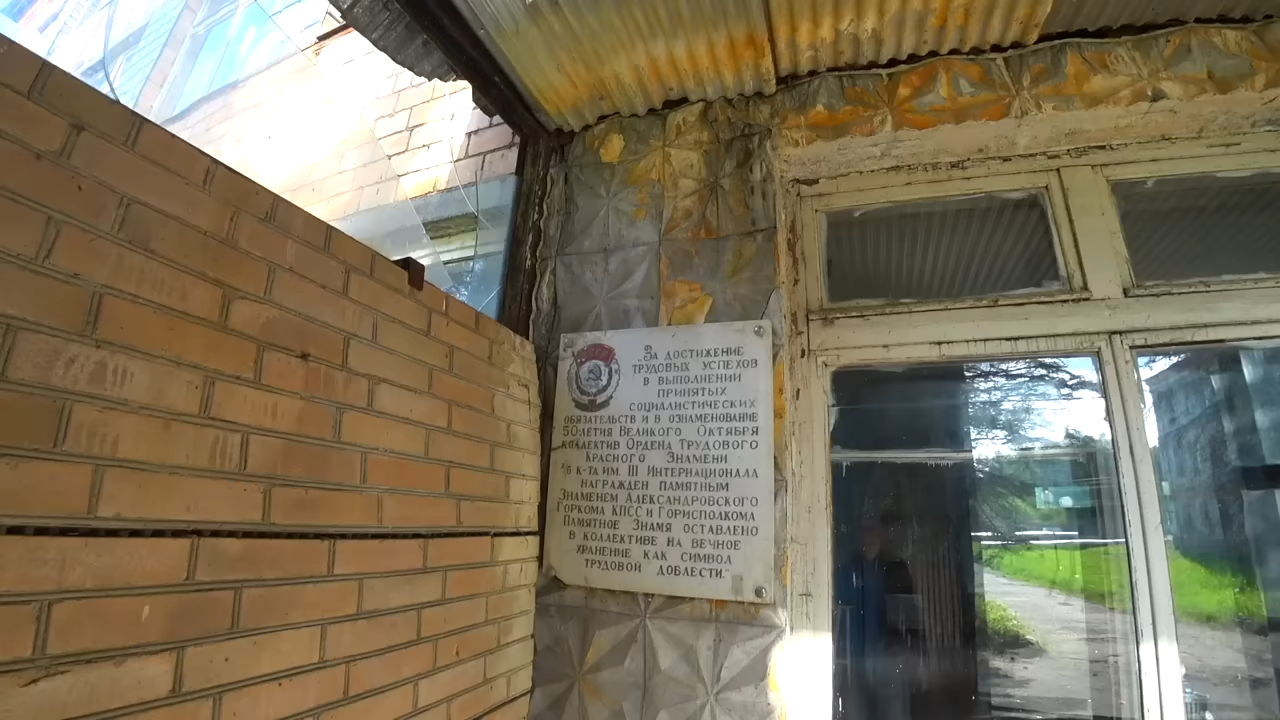 „За достижение
трудовых успехов
в выполнении
принятых
социалистических
обязательств и в ознаменование
50-летия Великого Октября
коллектив Ордена Трудового
Красного Знамени
х/б к-та им. III Интернационала
награжден памятным
Знаменем Александровского
Горкома КПСС и Горисполкома
Памятное Знамя оставлено
в коллективе на вечное
хранение как символ
трудовой доблести."